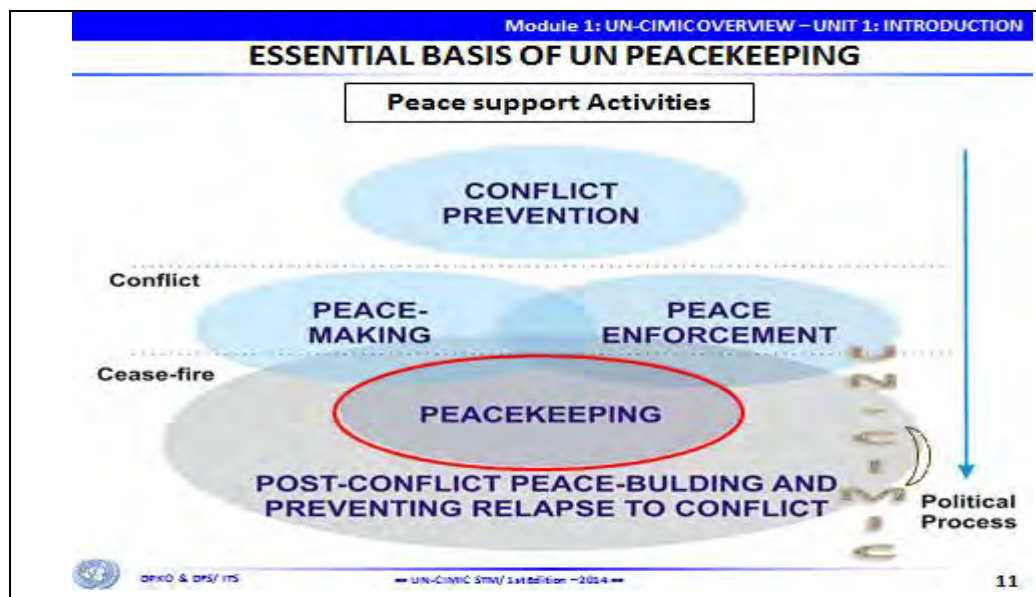 Module 1: UN-CIMIC OVERVIEW – UNIT 1: INTRODUCTION
ESSENTIAL BASIS OF UN PEACEKEEPING
Peace support Activities
CONFLICT
PREVENTION
Conflict
PEACE-
MAKING
PEACE
ENFORCEMENT
Cease-fire
PEACEKEEPING
POST-CONFLICT PEACE-BULDING AND
PREVENTING RELAPSE TO CONFLICT
UN-CIMIC
Political
Process
DPKO & DFS/ ITS
— UN-CIMIC STM/ 1st edition –2014 —
11